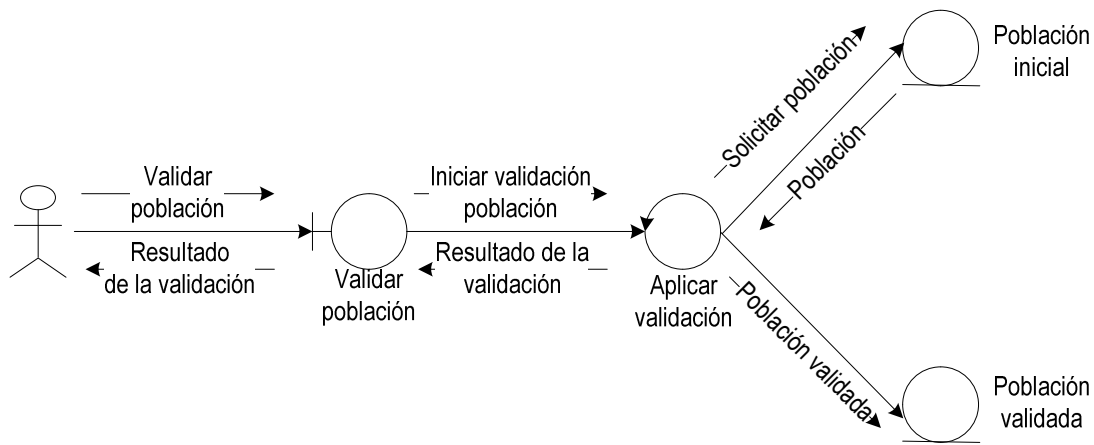 Validar
población
Resultado
de la validación
Validar
población
Iniciar validación
población
Resultado de la
validación
Aplicar
validación
Solicitar población
Población
Población
inicial
Población validada
Población
validada